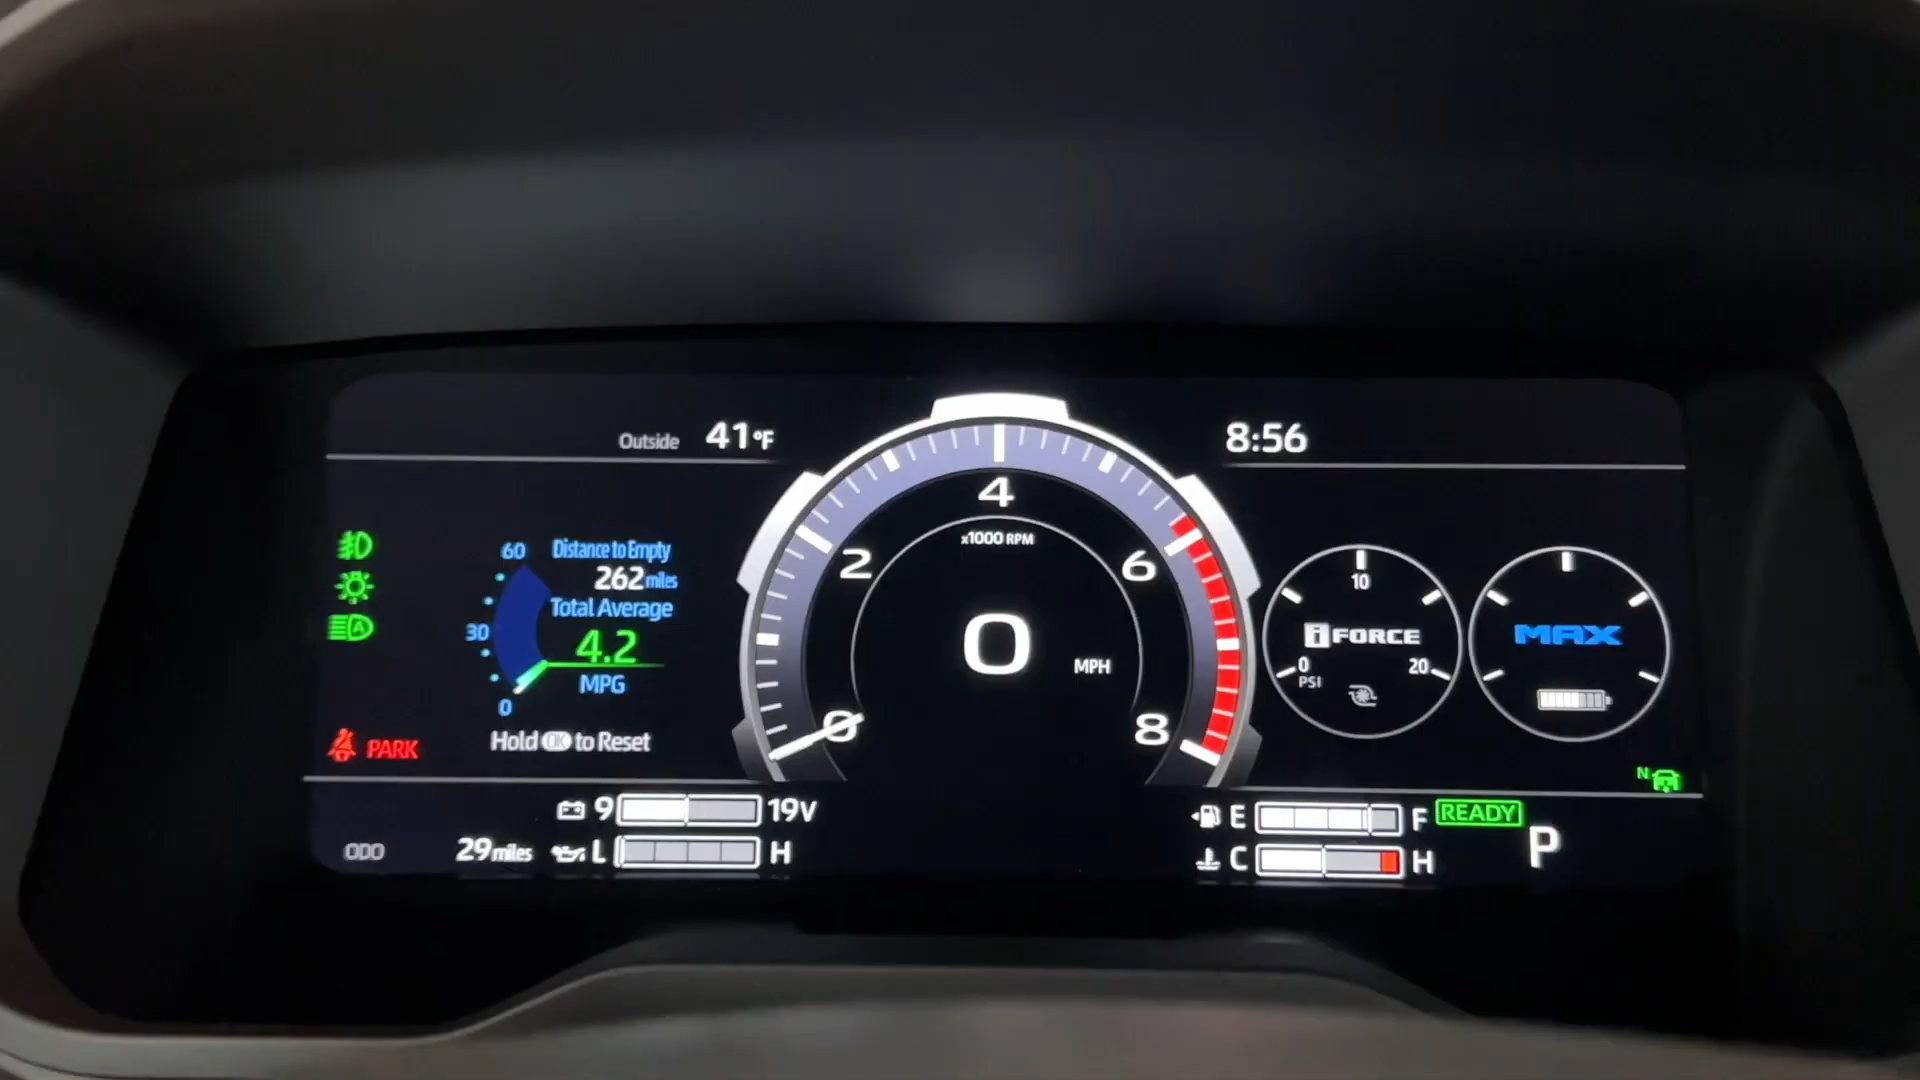 Outside 41°F
8:56
60
Distance to Empty
262 miles
Total Average
30
4.2
MPG
0
Hold OK to Reset
PARK
4
x1000 RPM
2
6
0
MPH
0
8
10
iFORCE
0
20
PSI
MAX
N
9 19V
ODO 29 miles
L H
E F
READY
C H
P
A